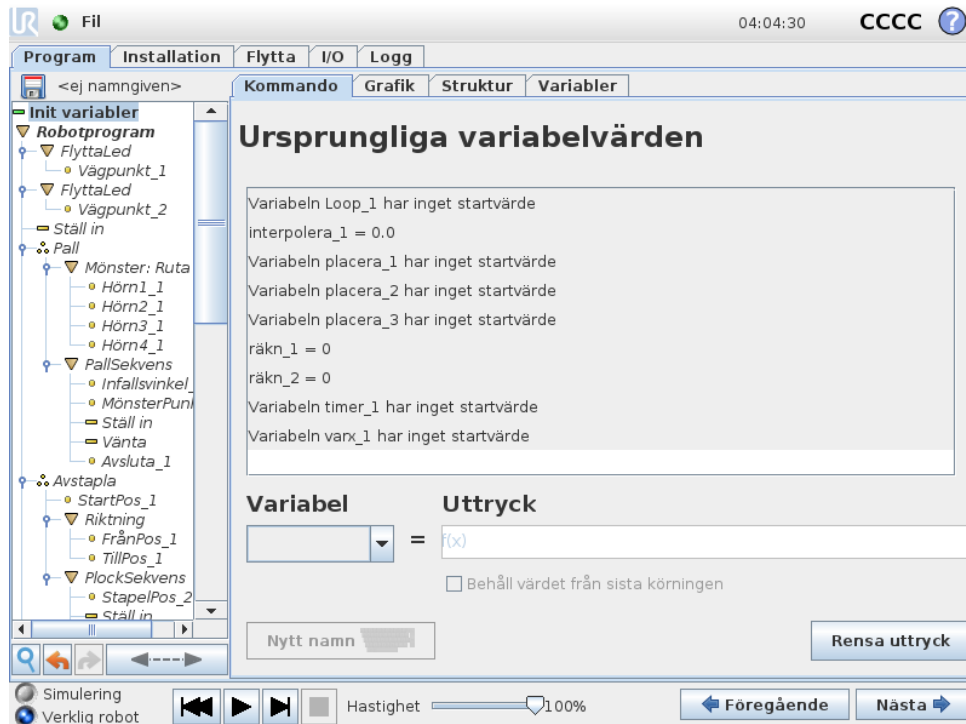 UR Fil 04:04:30 CCCC ?
Program Installation Flytta I/O Logg
<ej namngiven>
Kommando Grafik Struktur Variabler
Init variabler
Robotprogram
FlyttaLed
Vägpunkt_1
FlyttaLed
Vägpunkt_2
Ställ in
Pall
Mönster: Ruta
Hörn1_1
Hörn2_1
Hörn3_1
Hörn4_1
PallSekvens
Infallsvinkel_
MönsterPun
Ställ in
Vänta
Avsluta_1
Avstapla
StartPos_1
Riktning
FrånPos_1
TillPos_1
PlockSekvens
StapelPos_2
Ställ in
Ursprungliga variabelvärden
Variabeln Loop_1 har inget startvärde
interpolera_1 = 0.0
Variabeln placera_1 har inget startvärde
Variabeln placera_2 har inget startvärde
Variabeln placera_3 har inget startvärde
räkn_1 = 0
räkn_2 = 0
Variabeln timer_1 har inget startvärde
Variabeln varx_1 har inget startvärde
Variabel Uttryck
= f(x)
Behåll värdet från sista körningen
Nytt namn
Rensa uttryck
Simulering
Verklig robot
Hastighet 100%
Föregående Nästa